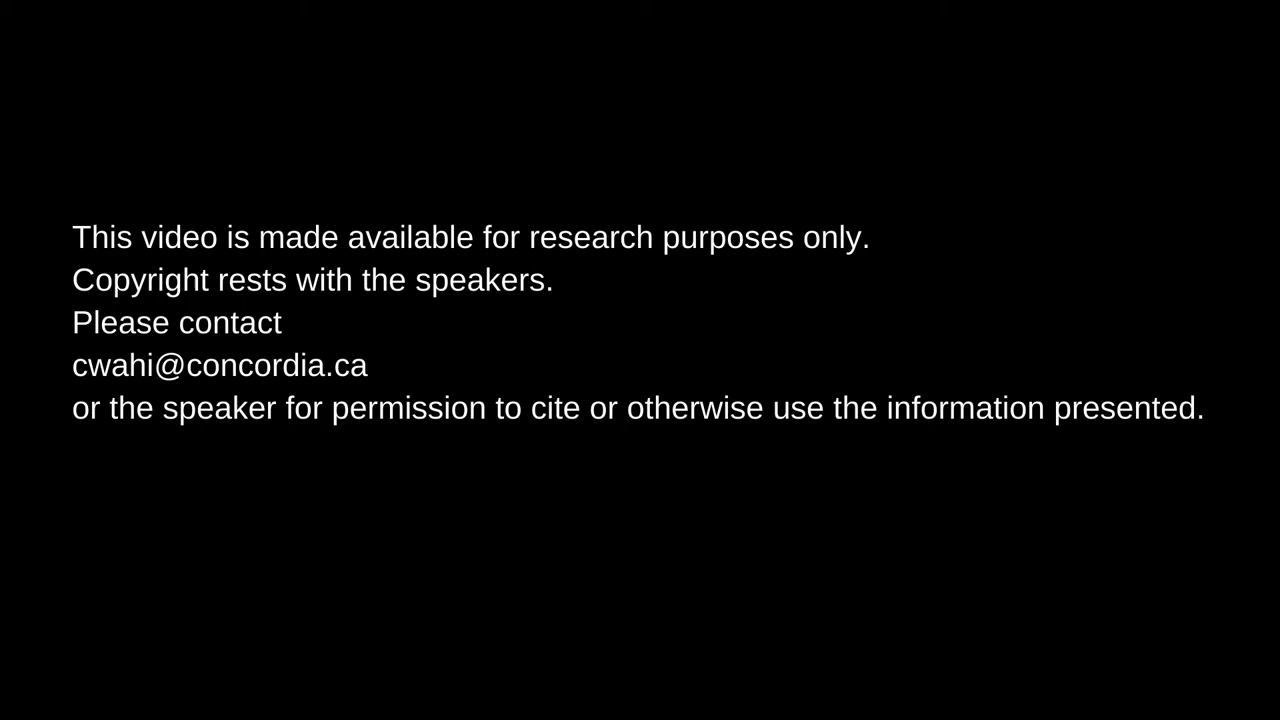 This video is made available for research purposes only.
Copyright rests with the speakers.
Please contact
cwahi@concordia.ca
or the speaker for permission to cite or otherwise use the information presented.